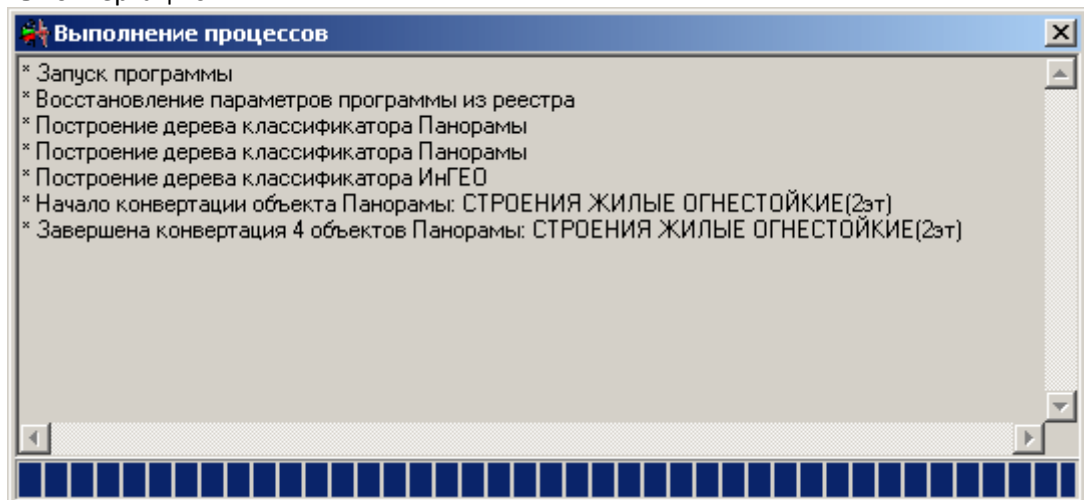 Выполнение процессов
* Запуск программы
* Восстановление параметров программы из реестра
* Построение дерева классификатора Панорамы
* Построение дерева классификатора Панорамы
* Построение дерева классификатора ИнГЕО
* Начало конвертации объекта Панорамы: СТРОЕНИЯ ЖИЛЫЕ ОГНЕСТОЙКИЕ(2эт)
* Завершена конвертация 4 объектов Панорамы: СТРОЕНИЯ ЖИЛЫЕ ОГНЕСТОЙКИЕ(2эт)